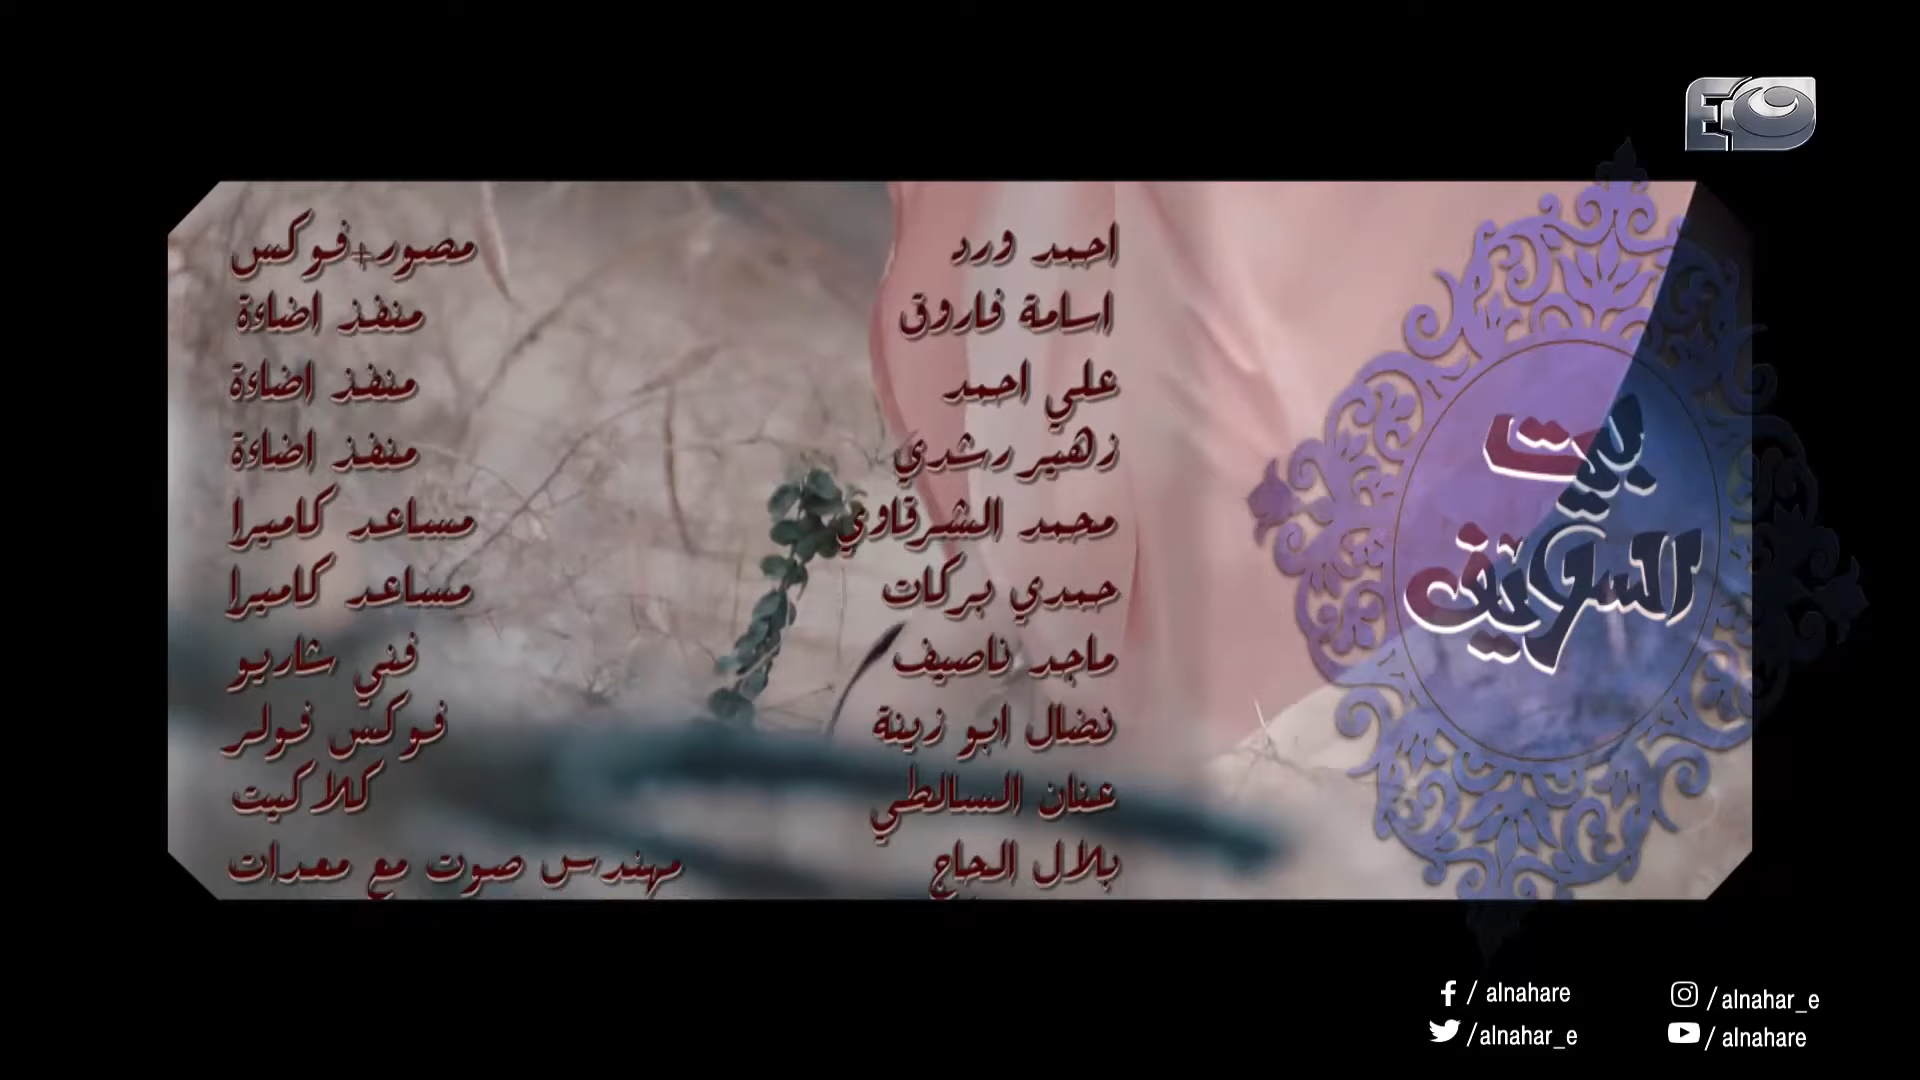 احمد ورد مصور+فوكس
اسامة فاروق منفذ اضاءة
علي احمد منفذ اضاءة
زهير رشدي منفذ اضاءة
محمد الشرقاوي مساعد كاميرا
حمدي بركات مساعد كاميرا
ماجد ناصيف فني شاريو
نضال ابو زينة فوكس فولر
عنان السالطي كلاكيت
بلال الحاج مهندس صوت مع معدات
بيت
السويف
/ alnahare
/ alnahar_e
/alnahar_e
/ alnahare